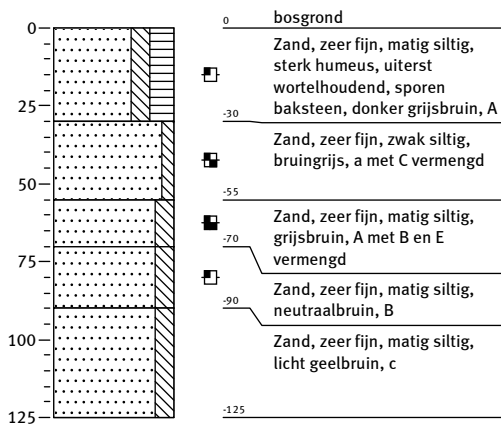 0
25
50
75
100
125
0 bosgrond
Zand, zeer fijn, matig siltig,
sterk humeus, uiterst
wortelhoudend, sporen
baksteen, donker grijsbruin, A
-30
Zand, zeer fijn, zwak siltig,
bruingrijs, a met C vermengd
-55
Zand, zeer fijn, matig siltig,
grijsbruin, A met B en E
vermengd
-70
Zand, zeer fijn, matig siltig,
neutraalbruin, B
-90
Zand, zeer fijn, matig siltig,
licht geelbruin, c
-125